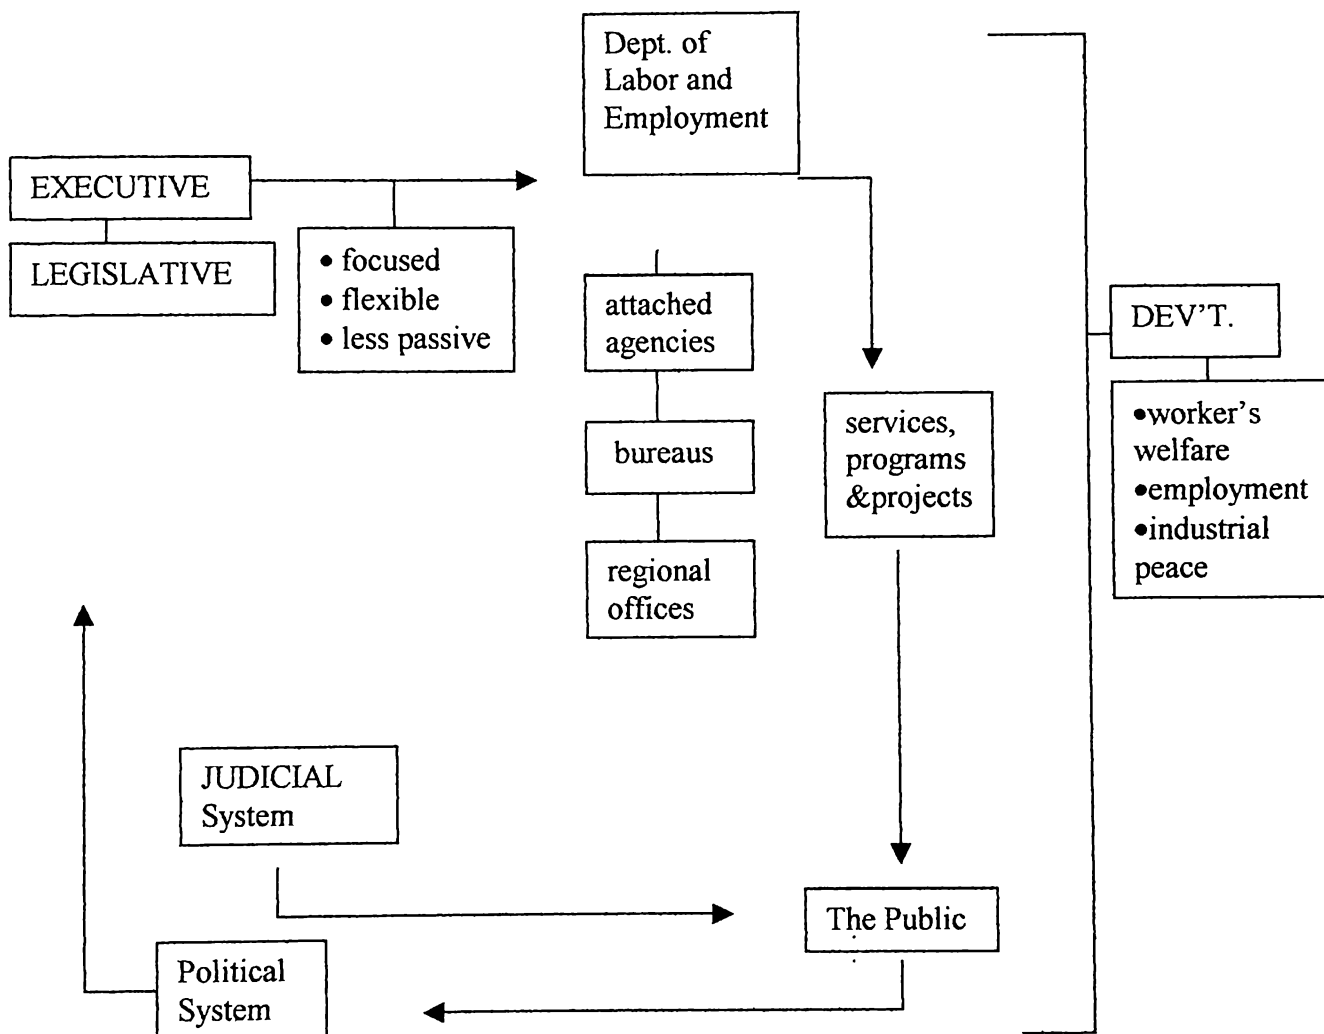 Dept. of
Labor and
Employment
EXECUTIVE
LEGISLATIVE
• focused
• flexible
• less passive
attached
agencies
bureaus
regional
offices
services,
programs
&projects
DEV'T.
•worker's
welfare
•employment
•industrial
peace
JUDICIAL
System
The Public
Political
System